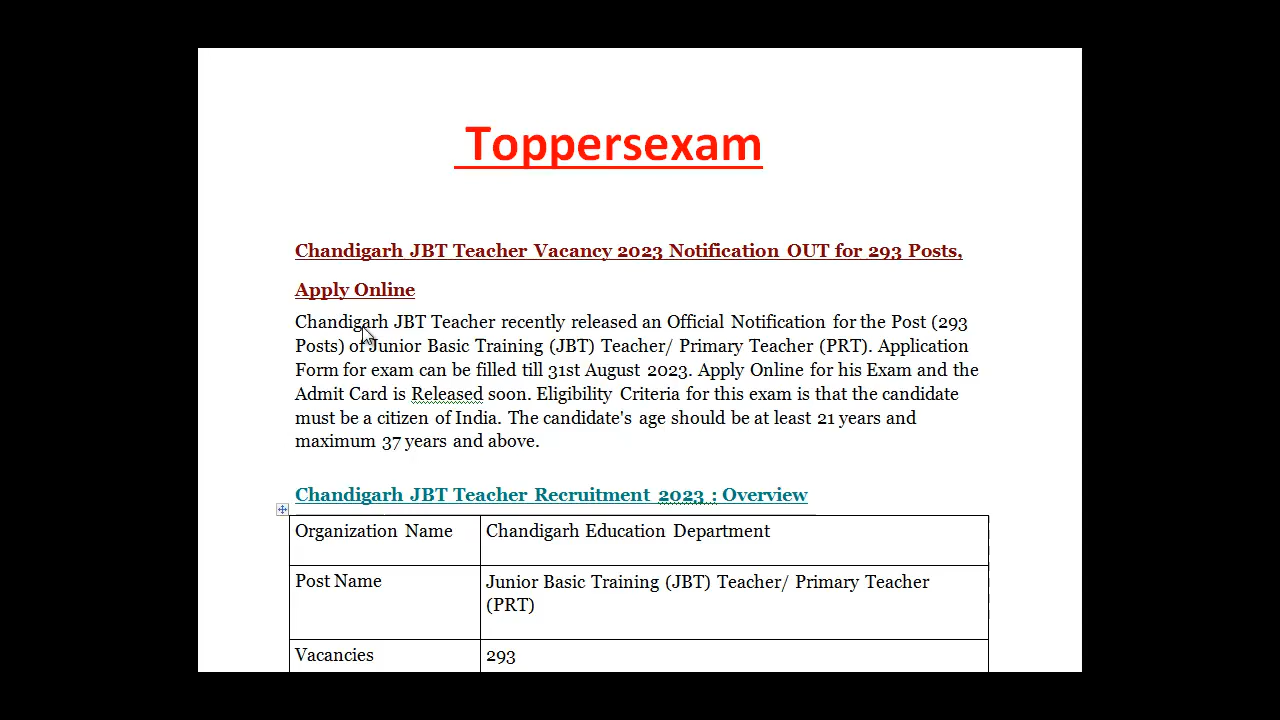 Toppersexam
Chandigarh JBT Teacher Vacancy 2023 Notification OUT for 293 Posts,
Apply Online
Chandigarh JBT Teacher recently released an Official Notification for the Post (293
Posts) of Junior Basic Training (JBT) Teacher/ Primary Teacher (PRT). Application
Form for exam can be filled till 31st August 2023. Apply Online for his Exam and the
Admit Card is Released soon. Eligibility Criteria for this exam is that the candidate
must be a citizen of India. The candidate's age should be at least 21 years and
maximum 37 years and above.
Chandigarh JBT Teacher Recruitment 2023 : Overview
Organization Name Chandigarh Education Department
Post Name Junior Basic Training (JBT) Teacher/ Primary Teacher
(PRT)
Vacancies 293